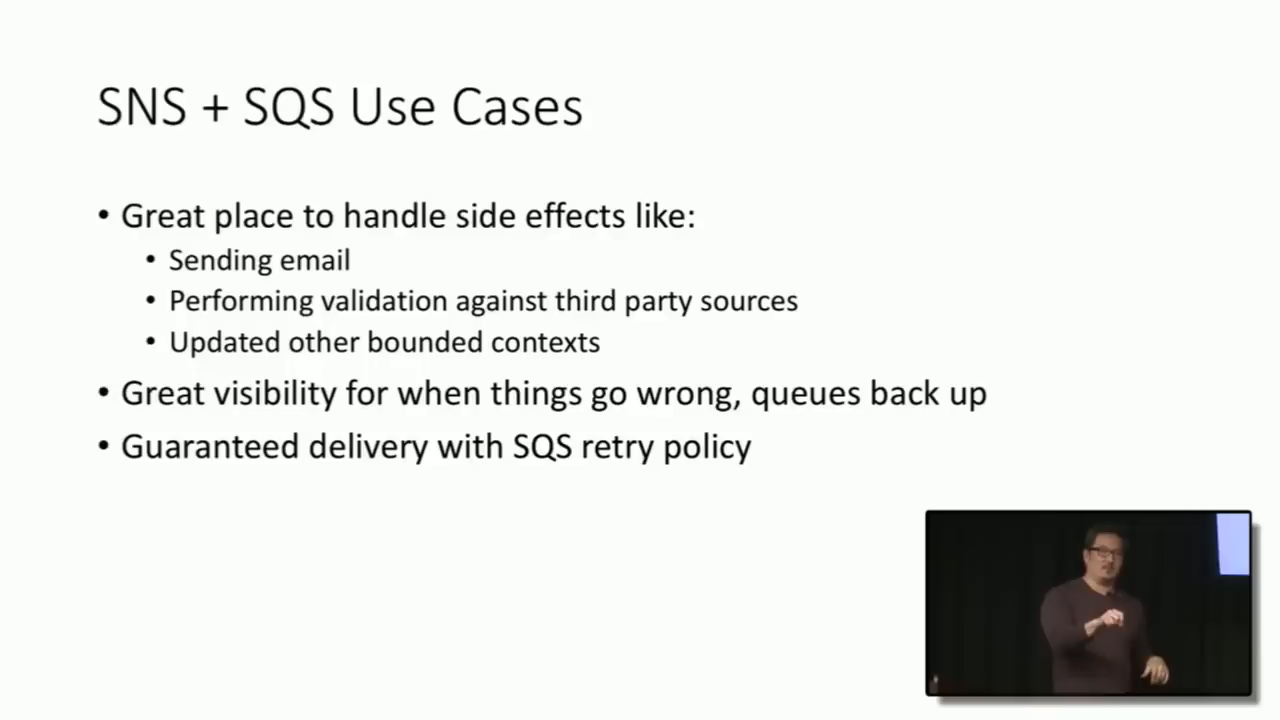 SNS + SQS Use Cases
• Great place to handle side effects like:
• Sending email
• Performing validation against third party sources
• Updated other bounded contexts
• Great visibility for when things go wrong, queues back up
• Guaranteed delivery with SQS retry policy